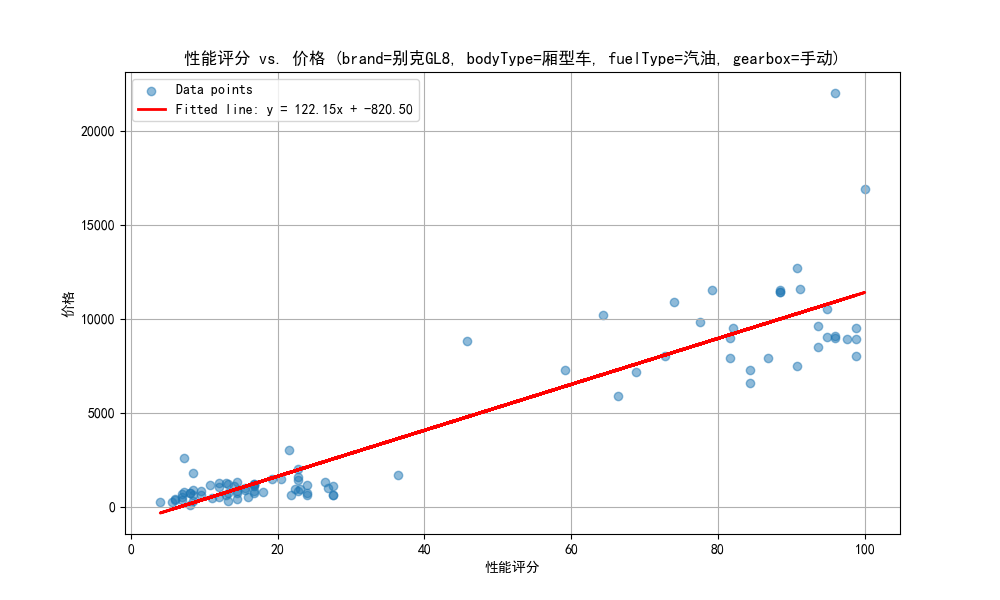 性能评分 vs. 价格 (brand=别克GL8, bodyType=厢型车, fuelType=汽油, gearbox=手动)
Data points
Fitted line: y = 122.15x + -820.50
20000
15000
10000
5000
0
价格
0 20 40 60 80 100
性能评分